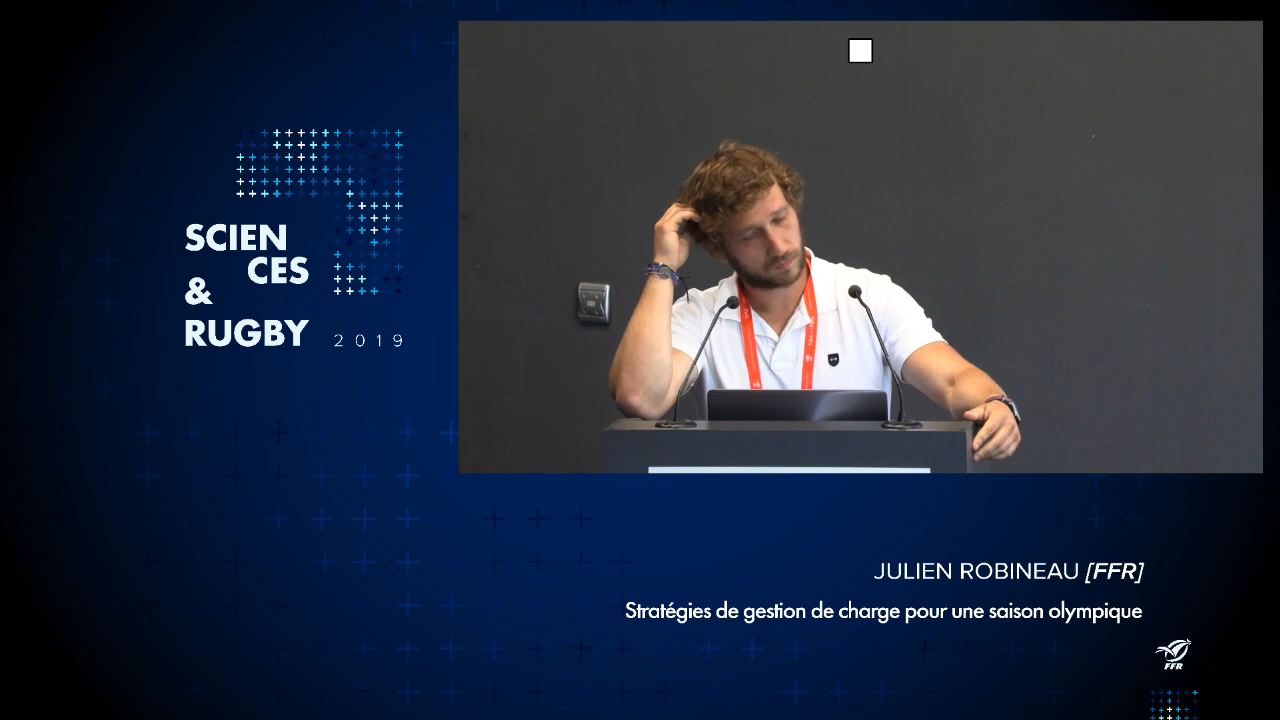 SCIEN
CES
&
RUGBY 2019
JULIEN ROBINEAU [FFR]
Stratégies de gestion de charge pour une saison olympique
FFR